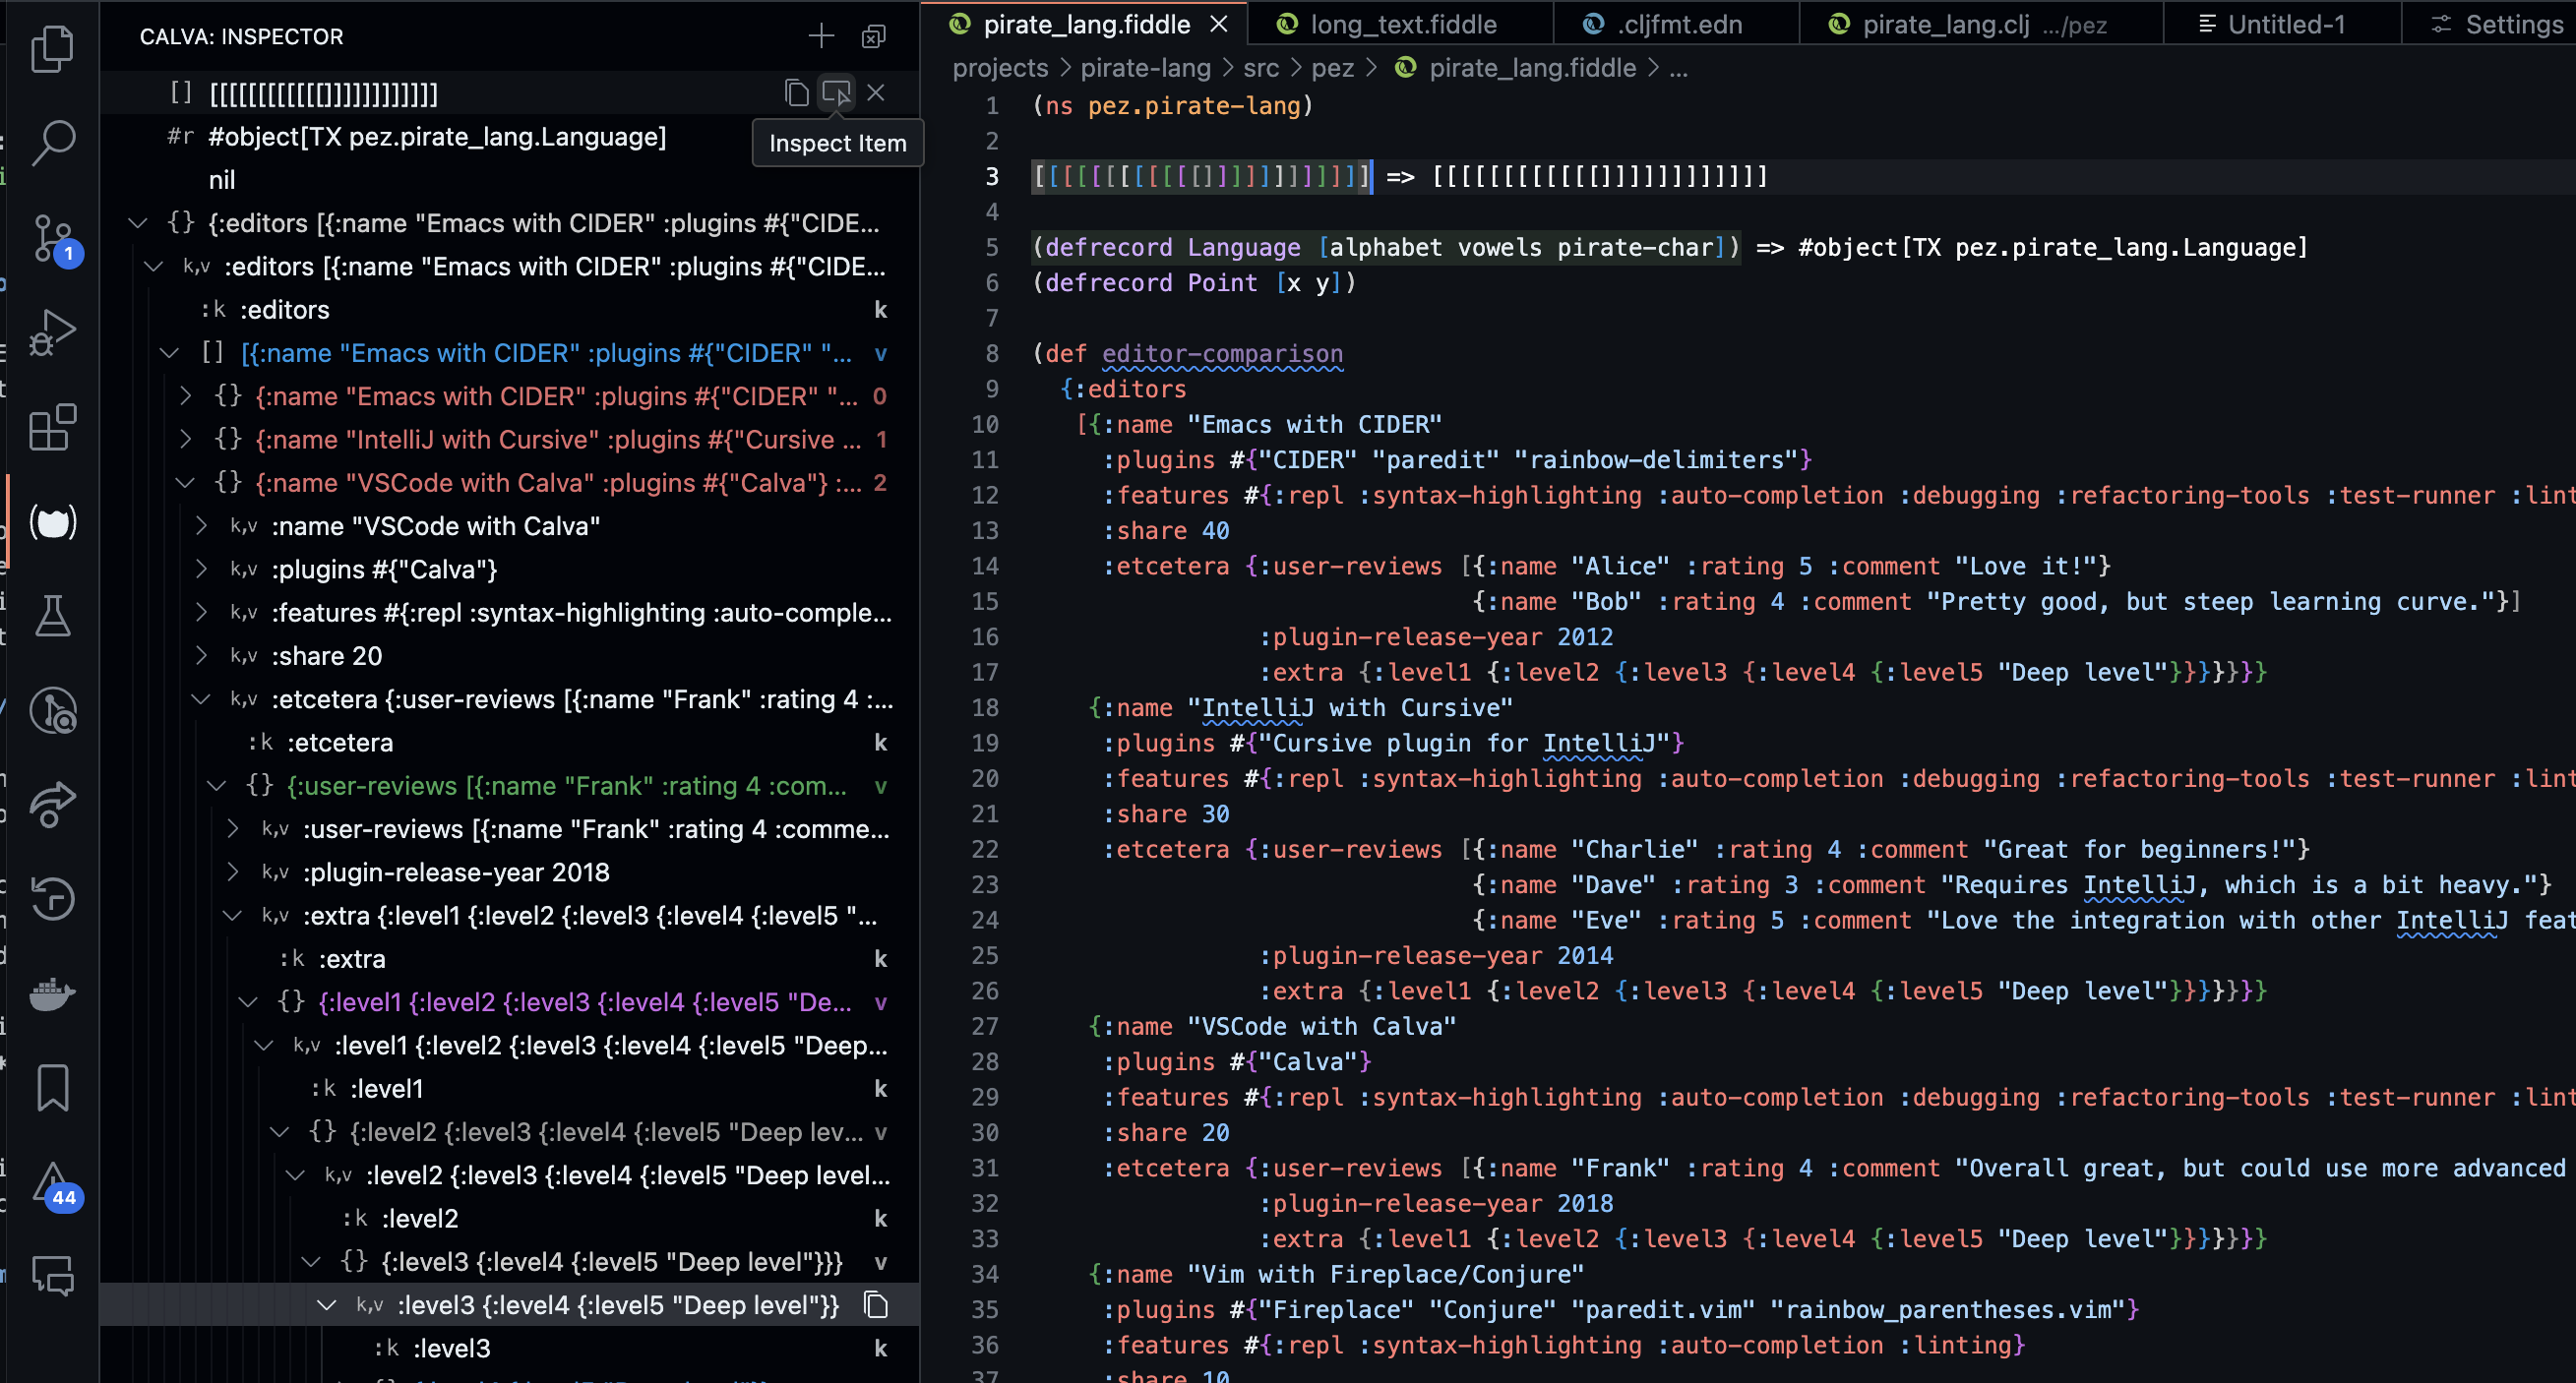 CALVA: INSPECTOR
[] [[[[[[[[[[[[]]]]]]]]]]]]
Inspect Item
#r #object[TX pez.pirate_lang.Language]
nil
{} {:editors [{:name "Emacs with CIDER" :plugins #{"CIDE...
k,v :editors [{:name "Emacs with CIDER" :plugins #{"CIDE...
:k :editors k
[] [{:name "Emacs with CIDER" :plugins #{"CIDER" "... v
{} {:name "Emacs with CIDER" :plugins #{"CIDER" "... 0
{} {:name "IntelliJ with Cursive" :plugins #{"Cursive ... 1
{} {:name "VSCode with Calva" :plugins #{"Calva"} :... 2
k,v :name "VSCode with Calva"
k,v :plugins #{"Calva"}
k,v :features #{:repl :syntax-highlighting :auto-comple...
k,v :share 20
k,v :etcetera {:user-reviews [{:name "Frank" :rating 4 :...
:k :etcetera k
{} {:user-reviews [{:name "Frank" :rating 4 :com... v
k,v :user-reviews [{:name "Frank" :rating 4 :comme...
k,v :plugin-release-year 2018
k,v :extra {:level1 {:level2 {:level3 {:level4 {:level5 "...
:k :extra k
{} {:level1 {:level2 {:level3 {:level4 {:level5 "De... v
k,v :level1 {:level2 {:level3 {:level4 {:level5 "Deep...
:k :level1 k
{} {:level2 {:level3 {:level4 {:level5 "Deep lev... v
k,v :level2 {:level3 {:level4 {:level5 "Deep level...
:k :level2 k
{} {:level3 {:level4 {:level5 "Deep level"}}} v
k,v :level3 {:level4 {:level5 "Deep level"}}
:k :level3 k
1
44
pirate_lang.fiddle
long_text.fiddle
.cljfmt.edn
pirate_lang.clj .../pez
Untitled-1
Settings
projects > pirate-lang > src > pez > pirate_lang.fiddle > ...
1 (ns pez.pirate-lang)
2
3 [[[[[[[[[[[[]]]]]]]]]]]] => [[[[[[[[[[[[]]]]]]]]]]]]
4
5 (defrecord Language [alphabet vowels pirate-char]) => #object[TX pez.pirate_lang.Language]
6 (defrecord Point [x y])
7
8 (def editor-comparison
9 {:editors
10 [{:name "Emacs with CIDER"
11 :plugins #{"CIDER" "paredit" "rainbow-delimiters"}
12 :features #{:repl :syntax-highlighting :auto-completion :debugging :refactoring-tools :test-runner :lint
13 :share 40
14 :etcetera {:user-reviews [{:name "Alice" :rating 5 :comment "Love it!"}
15 {:name "Bob" :rating 4 :comment "Pretty good, but steep learning curve."}]
16 :plugin-release-year 2012
17 :extra {:level1 {:level2 {:level3 {:level4 {:level5 "Deep level"}}}}}}}
18 {:name "IntelliJ with Cursive"
19 :plugins #{"Cursive plugin for IntelliJ"}
20 :features #{:repl :syntax-highlighting :auto-completion :debugging :refactoring-tools :test-runner :lint
21 :share 30
22 :etcetera {:user-reviews [{:name "Charlie" :rating 4 :comment "Great for beginners!"}
23 {:name "Dave" :rating 3 :comment "Requires IntelliJ, which is a bit heavy."}
24 {:name "Eve" :rating 5 :comment "Love the integration with other IntelliJ feat
25 :plugin-release-year 2014
26 :extra {:level1 {:level2 {:level3 {:level4 {:level5 "Deep level"}}}}}}}
27 {:name "VSCode with Calva"
28 :plugins #{"Calva"}
29 :features #{:repl :syntax-highlighting :auto-completion :debugging :refactoring-tools :test-runner :lint
30 :share 20
31 :etcetera {:user-reviews [{:name "Frank" :rating 4 :comment "Overall great, but could use more advanced
32 :plugin-release-year 2018
33 :extra {:level1 {:level2 {:level3 {:level4 {:level5 "Deep level"}}}}}}}
34 {:name "Vim with Fireplace/Conjure"
35 :plugins #{"Fireplace" "Conjure" "paredit.vim" "rainbow_parentheses.vim"}
36 :features #{:repl :syntax-highlighting :auto-completion :linting}
37 :share 10